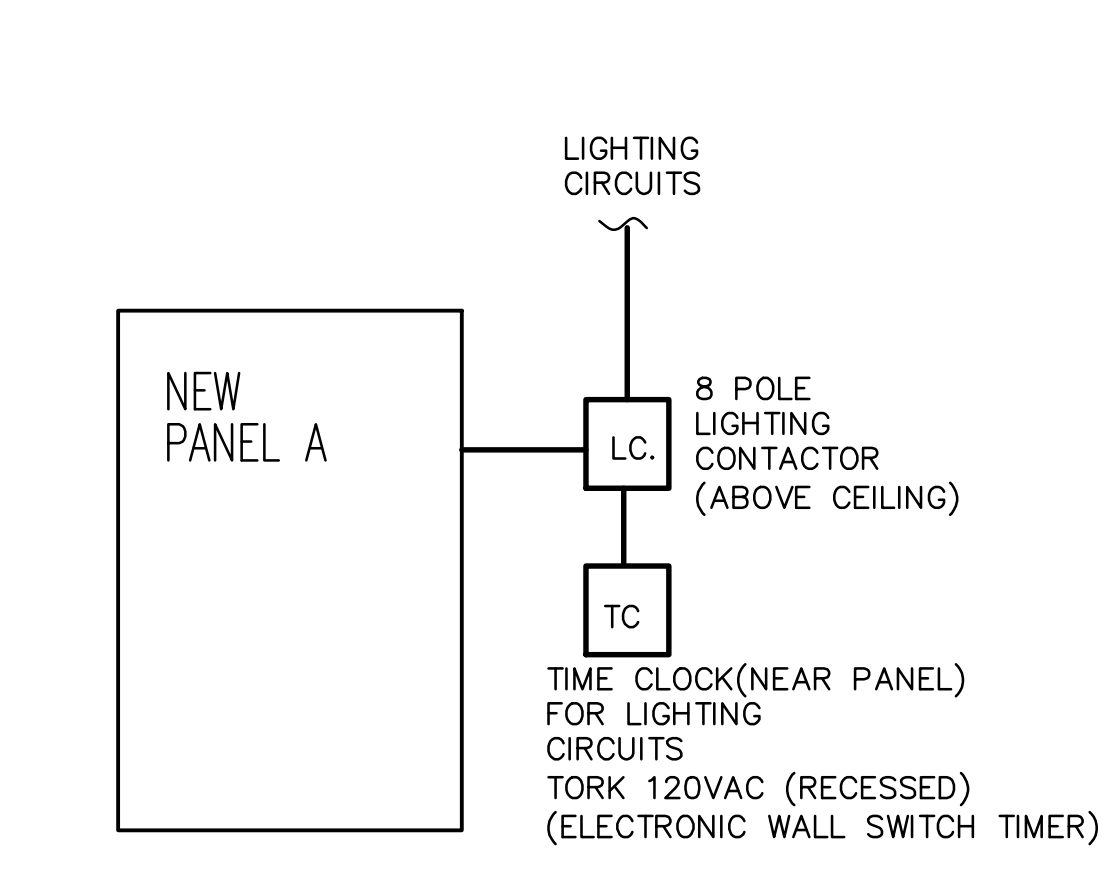 LIGHTING
CIRCUITS
NEW
PANEL A
LC.
8 POLE
LIGHTING
CONTACTOR
(ABOVE CEILING)
TC
TIME CLOCK(NEAR PANEL)
FOR LIGHTING
CIRCUITS
TORK 120VAC (RECESSED)
(ELECTRONIC WALL SWITCH TIMER)